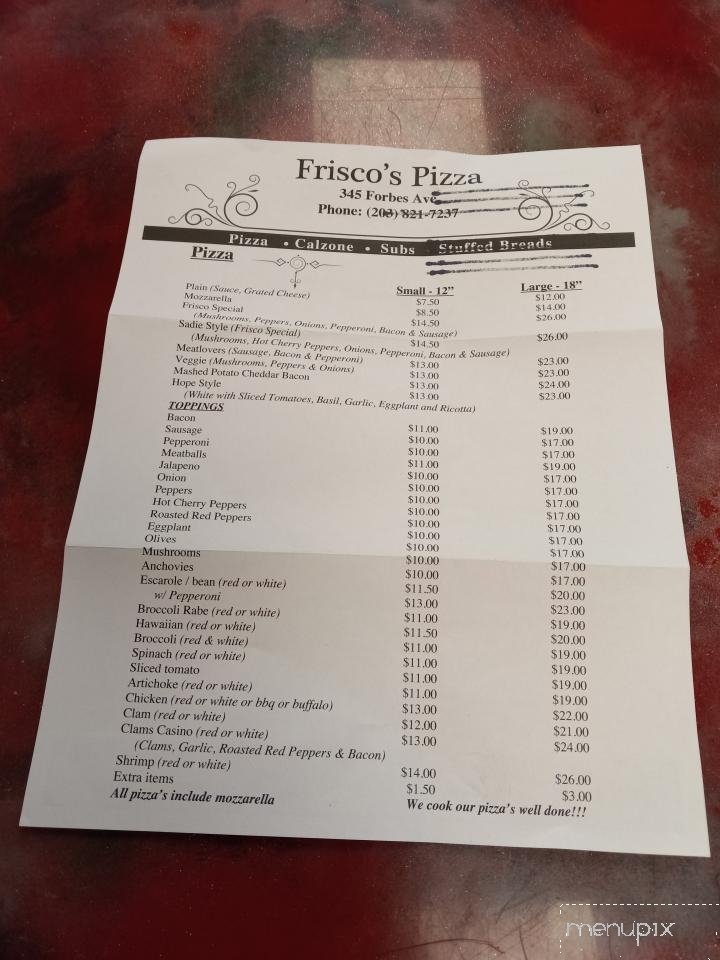 Frisco's Pizza
345 Forbes Ave
Phone: (203) 821-7237
Pizza • Calzone • Subs Stuffed Breads
Pizza
Small - 12" Large - 18"
Plain (Sauce, Grated Cheese) $7.50 $12.00
Mozzarella $8.50 $14.00
Frisco Special $14.50 $26.00
(Mushrooms, Peppers, Onions, Pepperoni, Bacon & Sausage)
Sadie Style (Frisco Special) $14.50 $26.00
(Mushrooms, Hot Cherry Peppers, Onions, Pepperoni, Bacon & Sausage)
Meatlovers (Sausage, Bacon & Pepperoni) $13.00 $23.00
Veggie (Mushrooms, Peppers & Onions) $13.00 $23.00
Mashed Potato Cheddar Bacon $13.00 $24.00
Hope Style $13.00 $23.00
(White with Sliced Tomatoes, Basil, Garlic, Eggplant and Ricotta)
TOPPINGS
Bacon $11.00 $19.00
Sausage $10.00 $17.00
Pepperoni $10.00 $17.00
Meatballs $11.00 $19.00
Jalapeno $10.00 $17.00
Onion $10.00 $17.00
Peppers $10.00 $17.00
Hot Cherry Peppers $10.00 $17.00
Roasted Red Peppers $10.00 $17.00
Eggplant $10.00 $17.00
Olives $10.00 $17.00
Mushrooms $10.00 $17.00
Anchovies $10.00 $17.00
Escarole / bean (red or white) $11.50 $20.00
w/ Pepperoni $13.00 $23.00
Broccoli Rabe (red or white) $11.00 $19.00
Hawaiian (red or white) $11.50 $20.00
Broccoli (red & white) $11.00 $19.00
Spinach (red or white) $11.00 $19.00
Sliced tomato $11.00 $19.00
Artichoke (red or white) $11.00 $19.00
Chicken (red or white or bbq or buffalo) $13.00 $22.00
Clam (red or white) $12.00 $21.00
Clams Casino (red or white) $13.00 $24.00
(Clams, Garlic, Roasted Red Peppers & Bacon)
Shrimp (red or white) $14.00 $26.00
Extra items $1.50 $3.00
All pizza's include mozzarella We cook our pizza's well done!!!
menupix